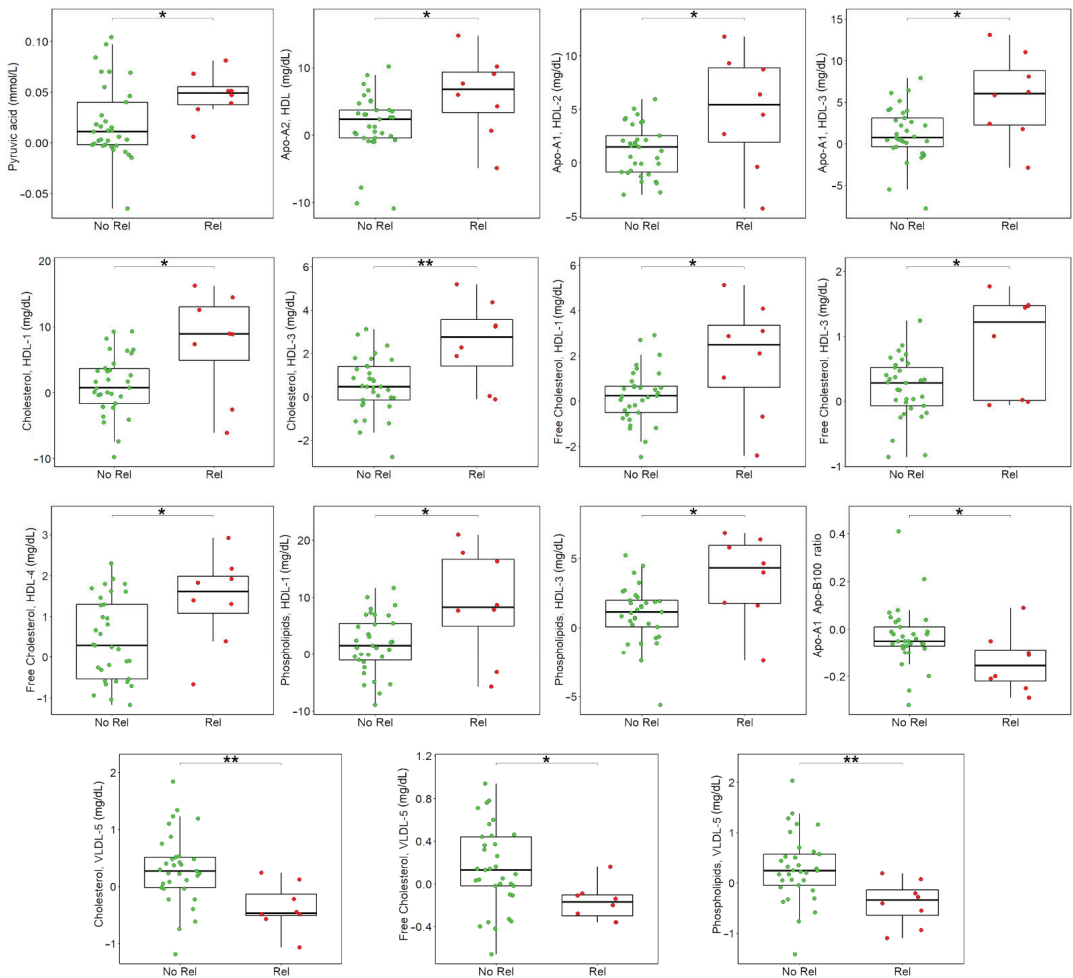 Pyruvic acid (mmol/L)
0.10
0.05
0.00
−0.05
*
No Rel Rel
Apo-A2, HDL (mg/dL)
10
0
−10
*
No Rel Rel
Apo-A1, HDL-2 (mg/dL)
10
5
0
−5
*
No Rel Rel
Apo-A1, HDL-3 (mg/dL)
15
10
5
0
−5
*
No Rel Rel
Cholesterol, HDL-1 (mg/dL)
20
10
0
−10
*
No Rel Rel
Cholesterol, HDL-3 (mg/dL)
6
4
2
0
−2
**
No Rel Rel
Free Cholesterol, HDL-1 (mg/dL)
6
4
2
0
−2
*
No Rel Rel
Free Cholesterol, HDL-3 (mg/dL)
2
1
0
−1
*
No Rel Rel
Free Cholesterol, HDL-4 (mg/dL)
3
2
1
0
−1
*
No Rel Rel
Phospholipids, HDL-1 (mg/dL)
20
10
0
−10
*
No Rel Rel
Phospholipids, HDL-3 (mg/dL)
5
0
−5
*
No Rel Rel
Apo-A1 Apo-B100 ratio
0.4
0.2
−0.0
−0.2
*
No Rel Rel
Cholesterol, VLDL-5 (mg/dL)
2
1
0
−1
**
No Rel Rel
Free Cholesterol, VLDL-5 (mg/dL)
1.2
0.8
0.4
−0.0
−0.4
*
No Rel Rel
Phospholipids, VLDL-5 (mg/dL)
2
1
0
−1
**
No Rel Rel